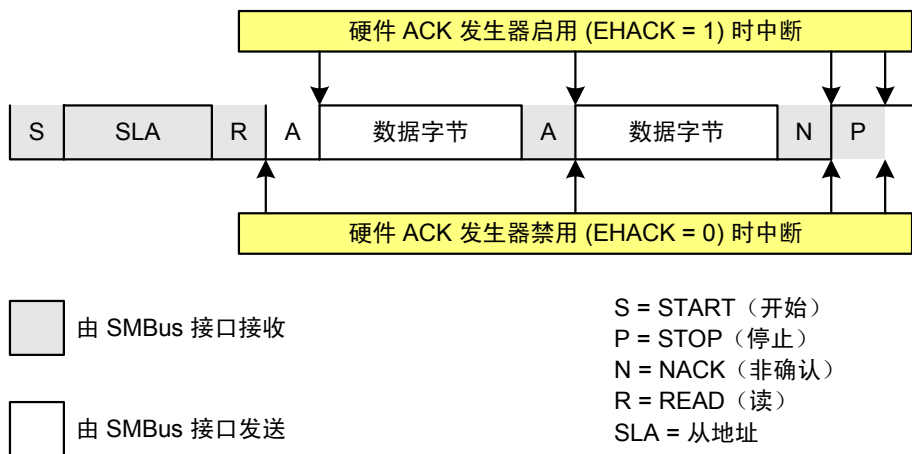 硬件 ACK 发生器启用 (EHACK = 1) 时中断
S SLA R A 数据字节 A 数据字节 N P
硬件 ACK 发生器禁用 (EHACK = 0) 时中断
由 SMBus 接口接收
由 SMBus 接口发送
S = START（开始）
P = STOP（停止）
N = NACK（非确认）
R = READ（读）
SLA = 从地址